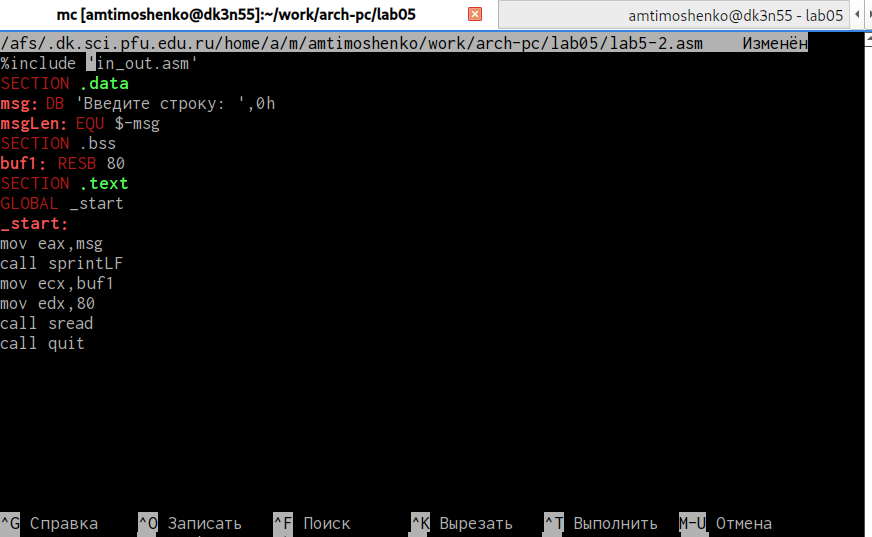 mc [amtimoshenko@dk3n55]:~/work/arch-pc/lab05
amtimoshenko@dk3n55 - lab05
/afs/.dk.sci.pfu.edu.ru/home/a/m/amtimoshenko/work/arch-pc/lab05/lab5-2.asm Изменён
%include 'in_out.asm'
SECTION .data
msg: DB 'Введите строку: ',0h
msgLen: EQU $-msg
SECTION .bss
buf1: RESB 80
SECTION .text
GLOBAL _start
_start:
mov eax,msg
call sprintLF
mov ecx,buf1
mov edx,80
call sread
call quit
^G Справка ^O Записать ^F Поиск ^K Вырезать ^T Выполнить M-U Отмена